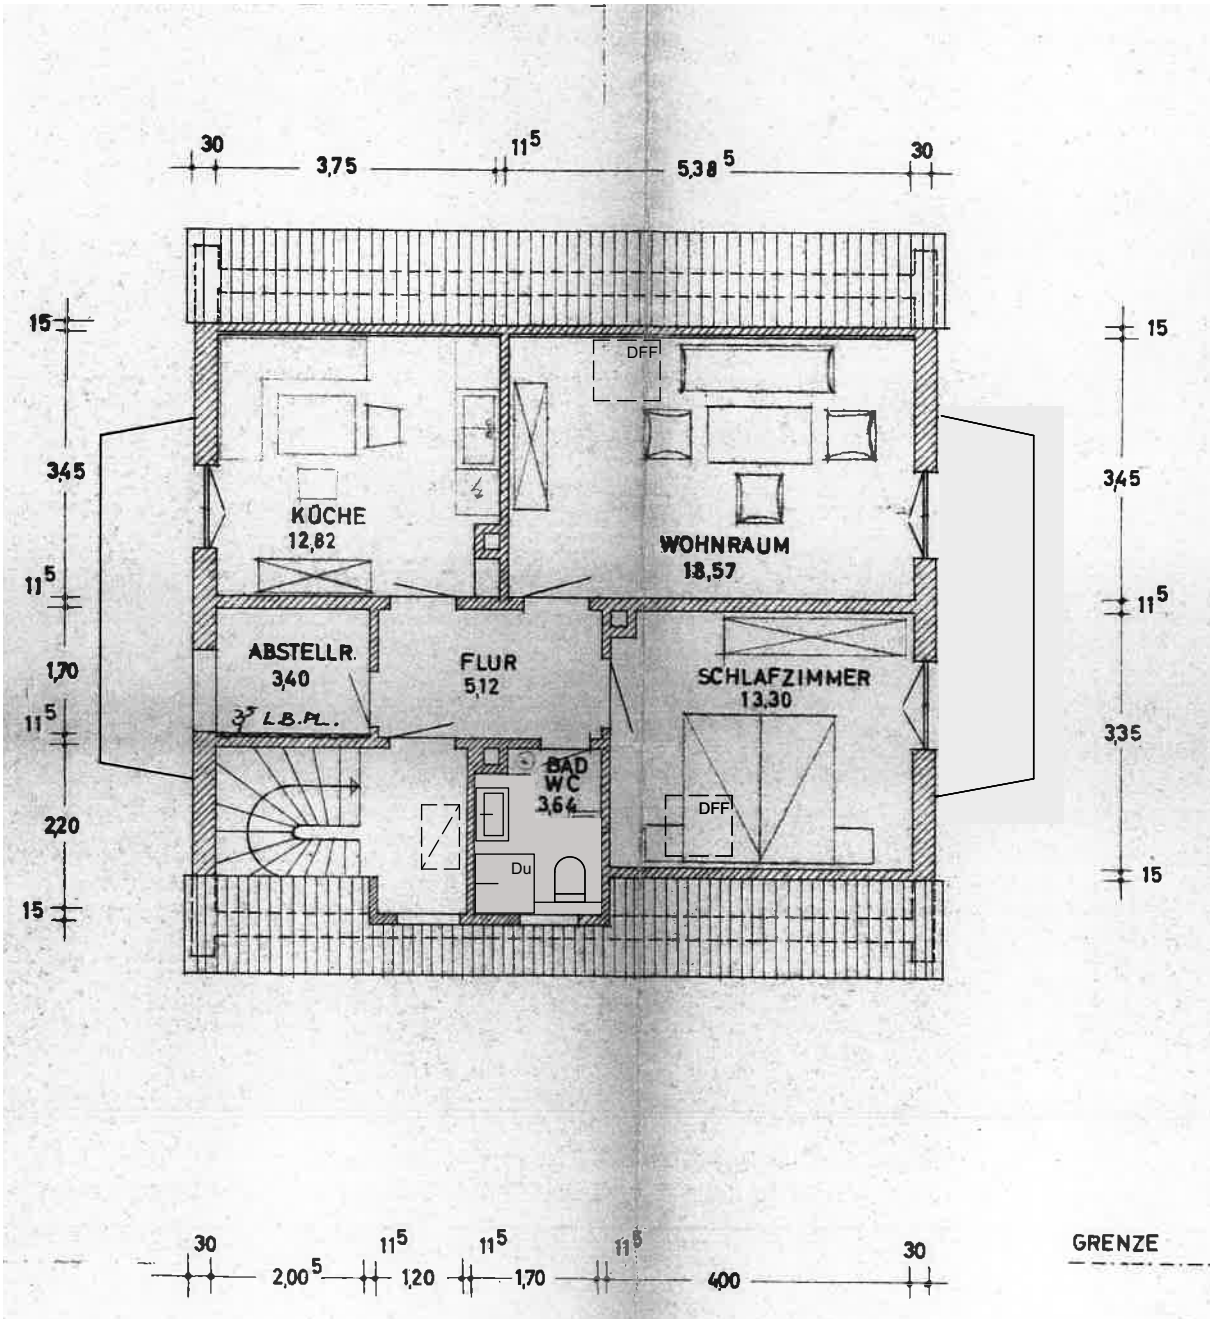 30 3,75 11⁵ 5,38⁵ 30
15
3,45
11⁵
1,70
11⁵
2,20
15
DFF
KÜCHE
12,82
WOHNRAUM
18,57
ABSTELLR.
3,40
3⁵ L.B.PL.
FLUR
5,12
SCHLAFZIMMER
13,30
BAD
WC
3,64
DFF
Du
15
3,45
11⁵
3,35
15
GRENZE
30 2,00⁵ 11⁵ 1,20 11⁵ 1,70 11⁵ 4,00 30